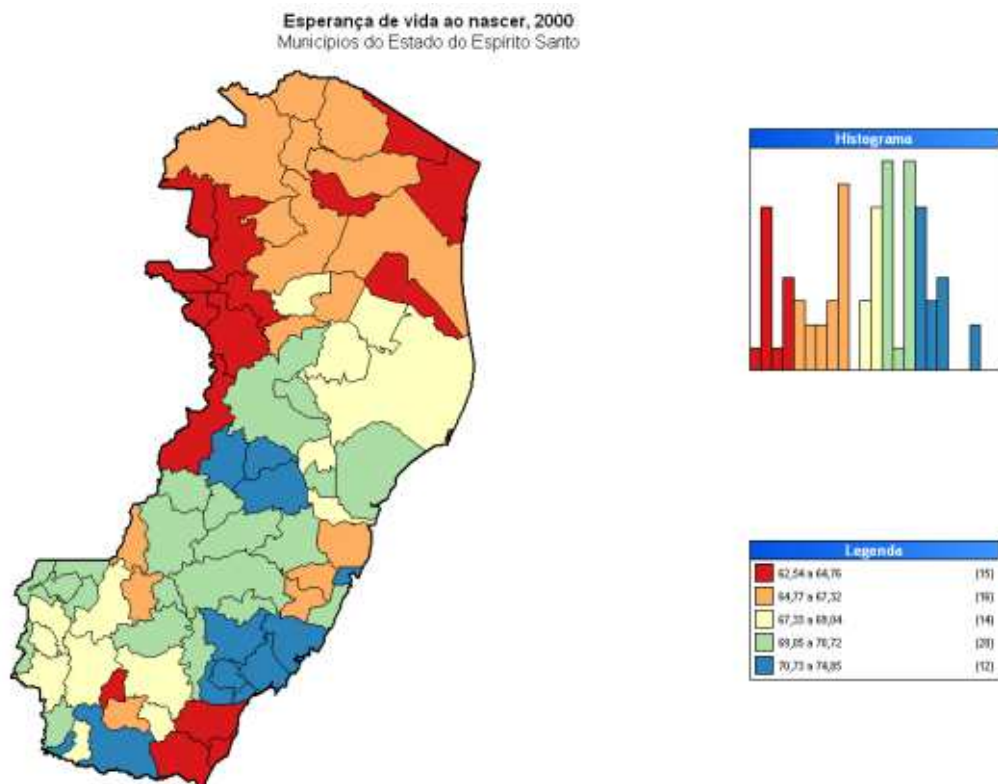 Esperança de vida ao nascer, 2000
Municípios do Estado do Espírito Santo
Histograma
Legenda
62,54 a 64,76 (15)
64,77 a 67,32 (16)
67,33 a 69,04 (14)
69,05 a 70,72 (20)
70,73 a 74,85 (12)